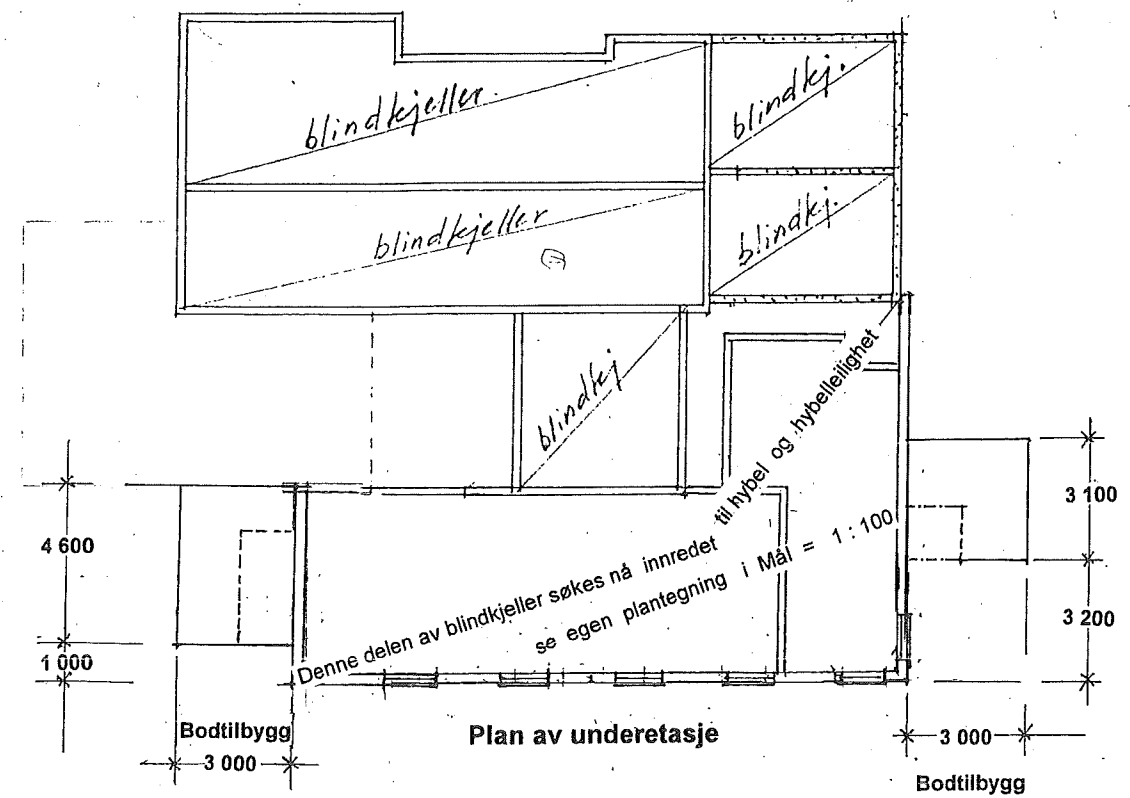 blindkjeller.
blindkj.
blindkjeller
blindkj.
blindkj
til hybel og hybelleilighet
Denne delen av blindkjeller søkes nå innredet
se egen plantegning i Mål = 1 : 100
4 600
1 000
3 100
3 200
Bodtilbygg
3 000
Plan av underetasje
3 000
Bodtilbygg